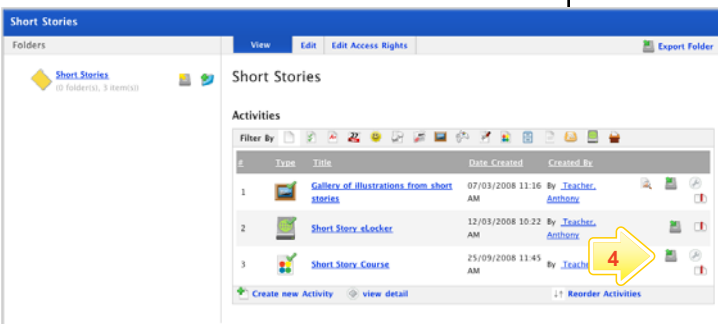 Short Stories
Folders
View Edit Edit Access Rights Export Folder
Short Stories
(0 folder(s), 3 item(s))
Short Stories
Activities
Filter By
# Type Title Date Created Created By
1 Gallery of illustrations from short stories 07/03/2008 11:16 AM By Teacher, Anthony
2 Short Story eLocker 12/03/2008 10:22 AM By Teacher, Anthony
3 Short Story Course 25/09/2008 11:45 AM By
4
Create new Activity view detail Reorder Activities